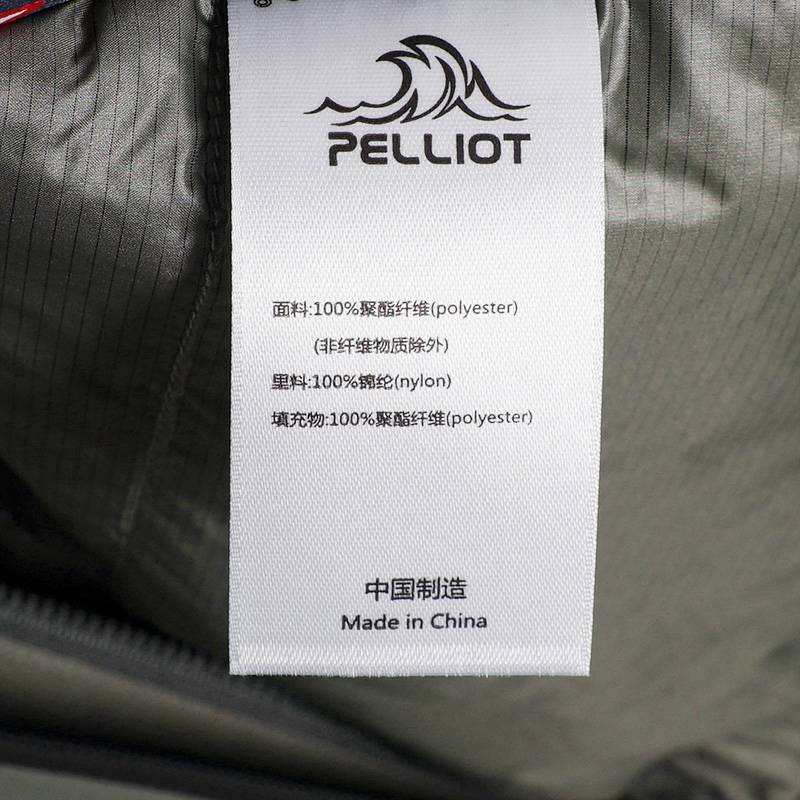 PELLIOT
面料:100%聚酯纤维(polyester)
(非纤维物质除外)
里料:100%锦纶(nylon)
填充物:100%聚酯纤维(polyester)
中国制造
Made in China